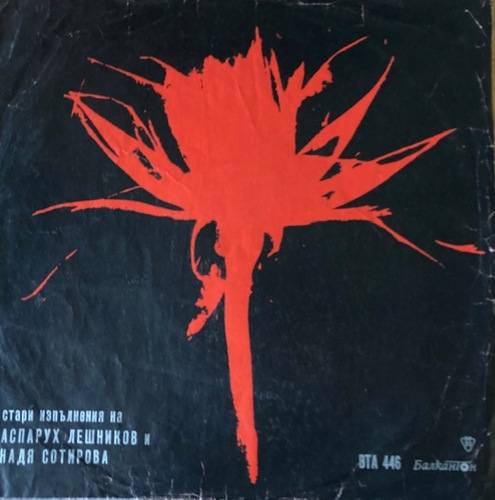 стари изпълнения на
АСПАРУХ ЛЕШНИКОВ и
НАДЯ СОТИРОВА
ВТА 446 Балкантон